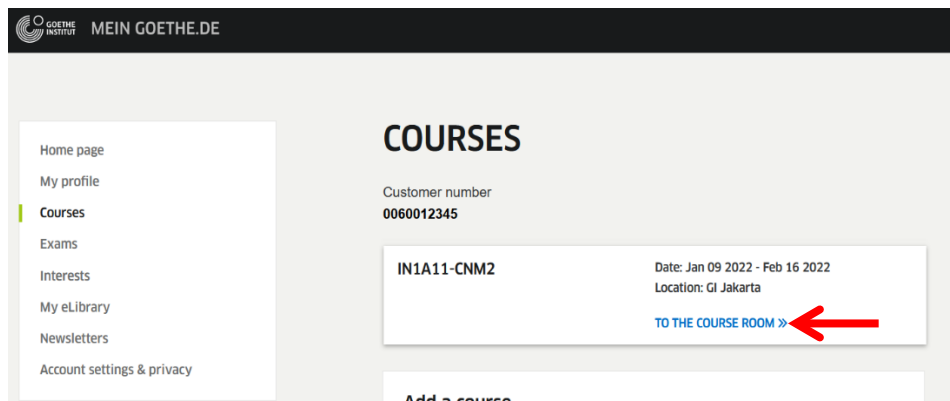 GOETHE INSTITUT MEIN GOETHE.DE
Home page
My profile
Courses
Exams
Interests
My eLibrary
Newsletters
Account settings & privacy
COURSES
Customer number
0060012345
IN1A11-CNM2
Date: Jan 09 2022 - Feb 16 2022
Location: GI Jakarta
TO THE COURSE ROOM »
Add a course